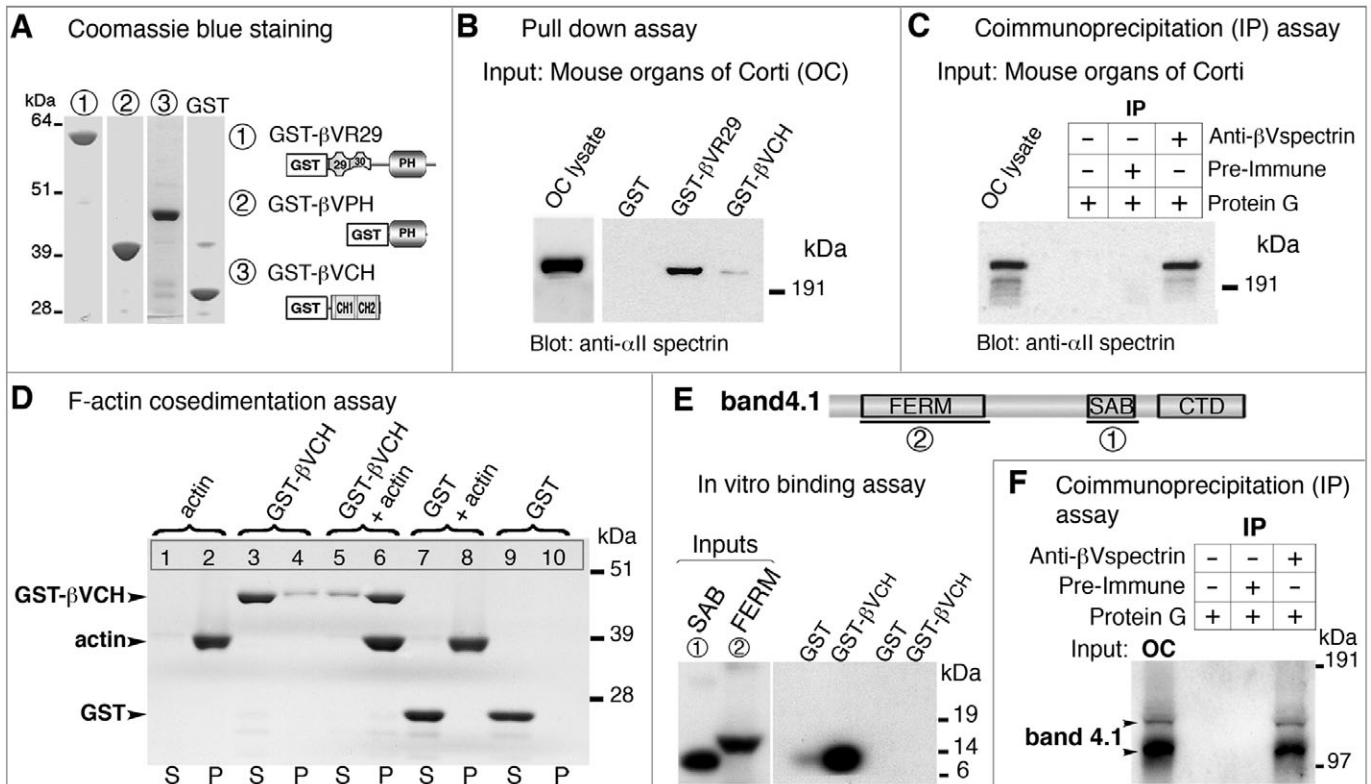 A Coomassie blue staining
kDa ① ② ③ GST
64
51
39
28
① GST-βVR29
GST 29 30 PH
② GST-βVPH
GST PH
③ GST-βVCH
GST CH1 CH2
B Pull down assay
Input: Mouse organs of Corti (OC)
OC lysate GST GST-βVR29 GST-βVCH
kDa
191
Blot: anti-αII spectrin
C Coimmunoprecipitation (IP) assay
Input: Mouse organs of Corti
IP
OC lysate
– – + Anti-βVspectrin
– + – Pre-Immune
+ + + Protein G
kDa
191
Blot: anti-αII spectrin
D F-actin cosedimentation assay
actin GST-βVCH GST-βVCH + actin GST + actin GST
kDa
1 2 3 4 5 6 7 8 9 10
51
GST-βVCH
actin
39
28
GST
S P S P S P S P S P
E band4.1 FERM SAB CTD
② ①
In vitro binding assay
Inputs
SAB FERM
① ②
GST GST-βVCH GST GST-βVCH
kDa
19
14
6
F Coimmunoprecipitation (IP)
assay
IP
Anti-βVspectrin – – +
Pre-Immune – + –
Protein G + + +
Input: OC
kDa
191
band 4.1
97